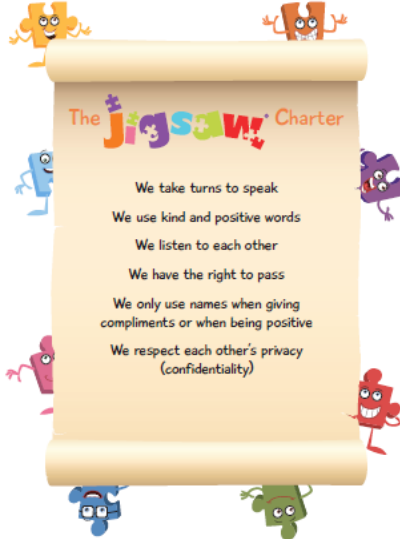 The Jigsaw Charter
We take turns to speak
We use kind and positive words
We listen to each other
We have the right to pass
We only use names when giving
compliments or when being positive
We respect each other's privacy
(confidentiality)